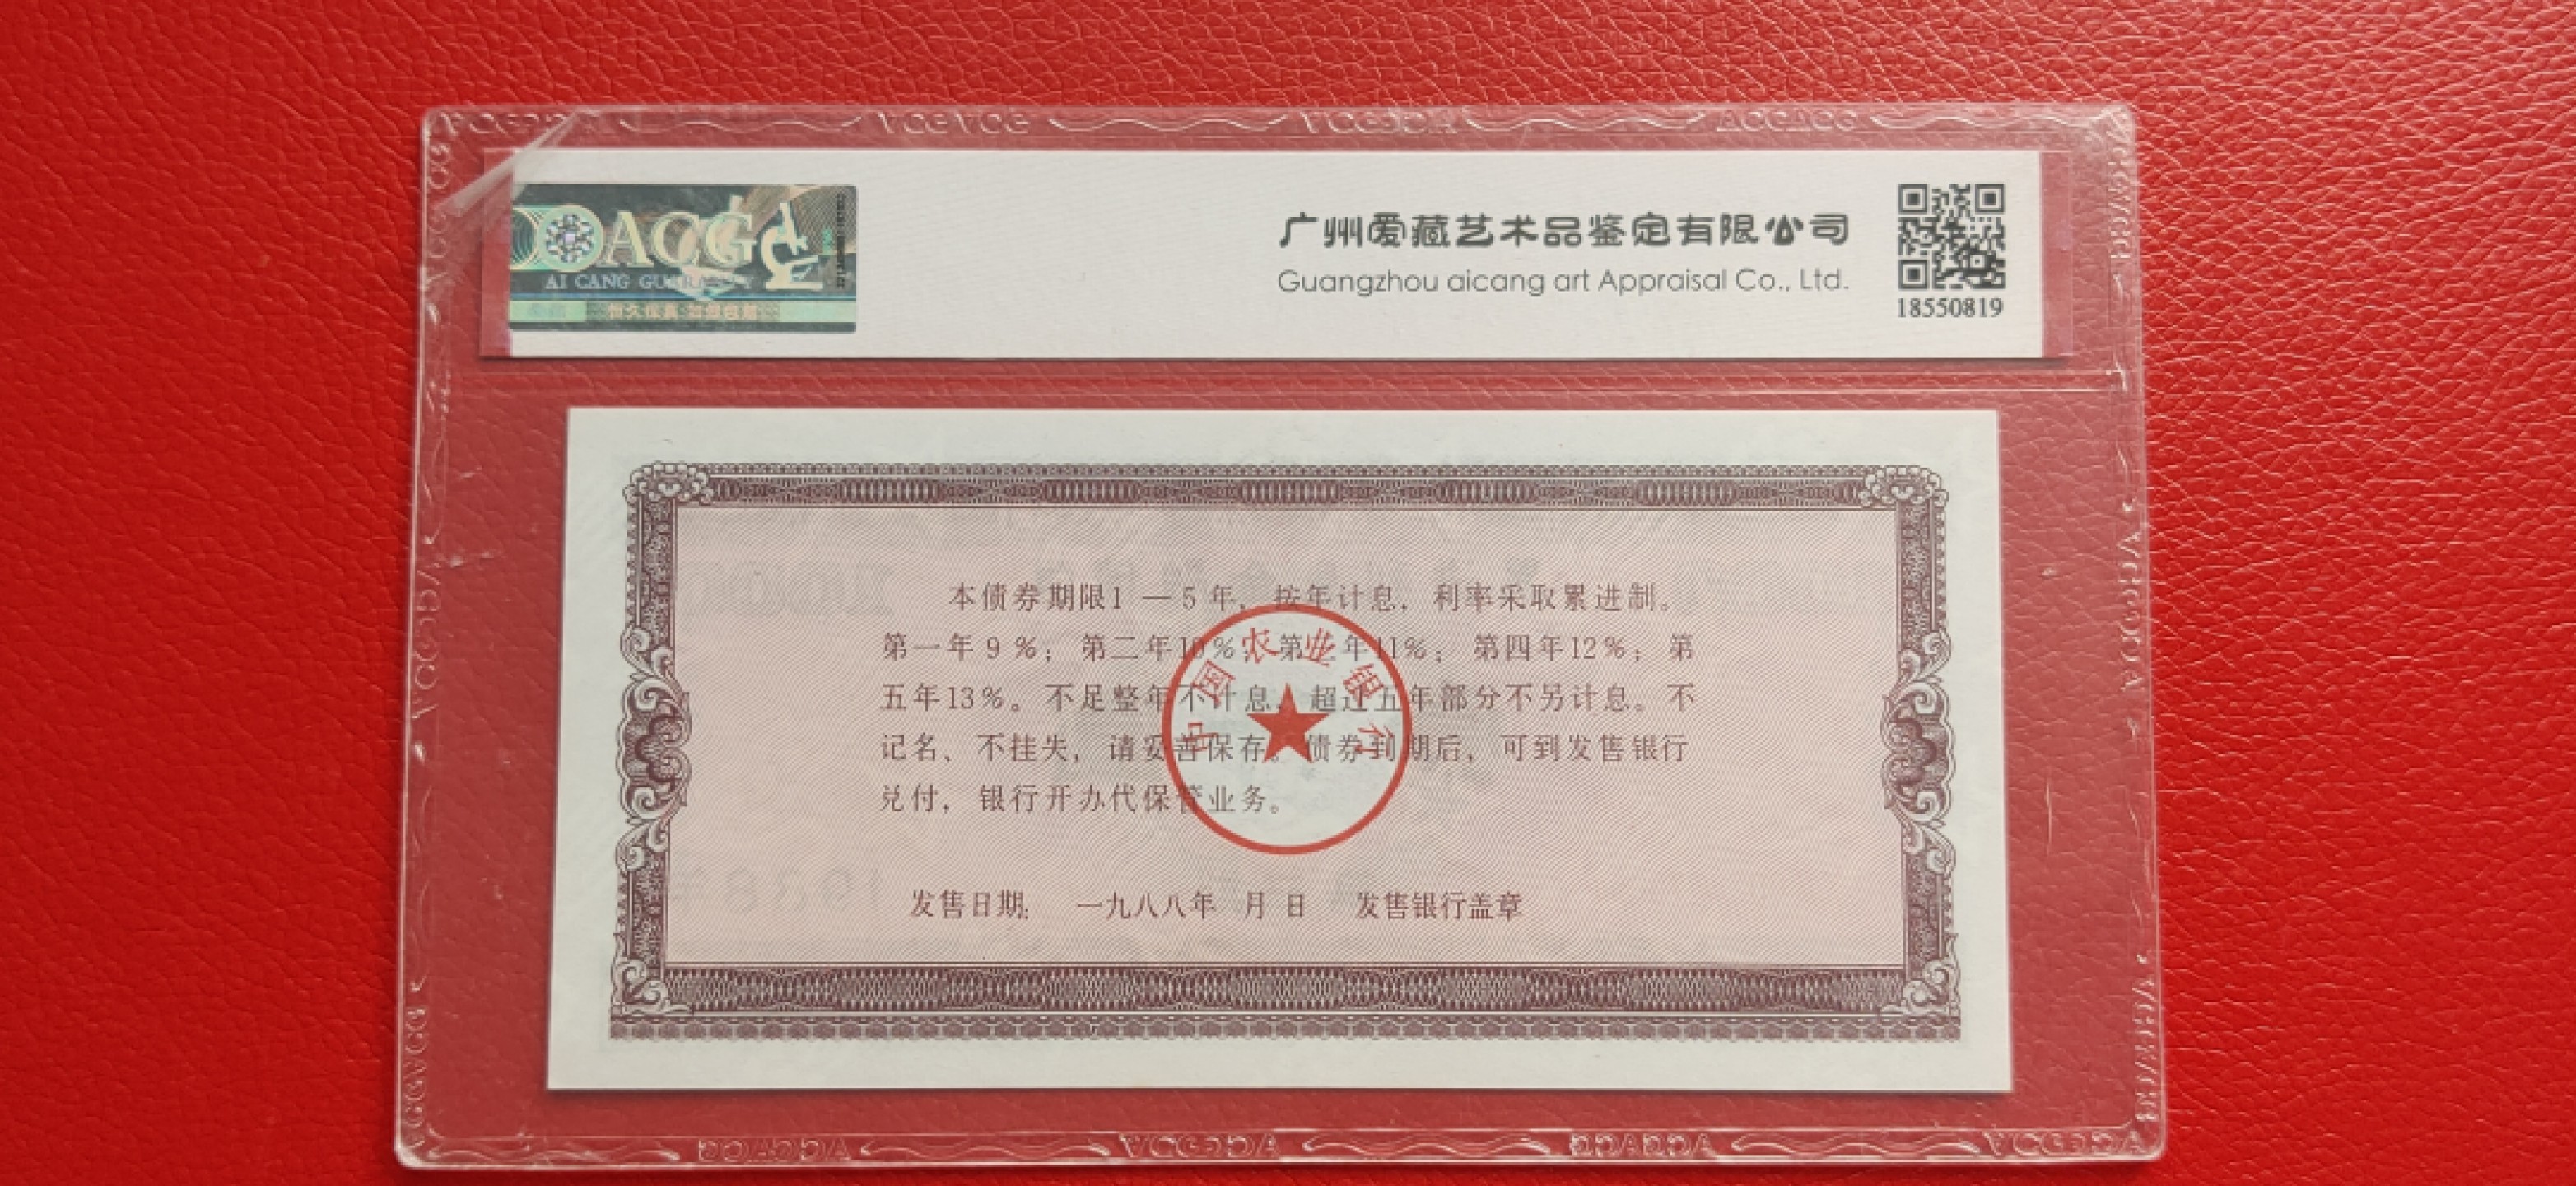 ACG
AI CANG GUARANTY
广州爱藏艺术品鉴定有限公司
Guangzhou aicang art Appraisal Co., Ltd.
18550819
本债券期限1—5年，按年计息，利率采取累进制。
第一年9%；第二年10%；第三年11%；第四年12%；第
五年13%。不足整年不计息，超过五年部分不另计息。不
记名、不挂失，请妥善保存。债券到期后，可到发售银行
兑付，银行开办代保管业务。
中国农业银行
发售日期：一九八八年 月 日 发售银行盖章